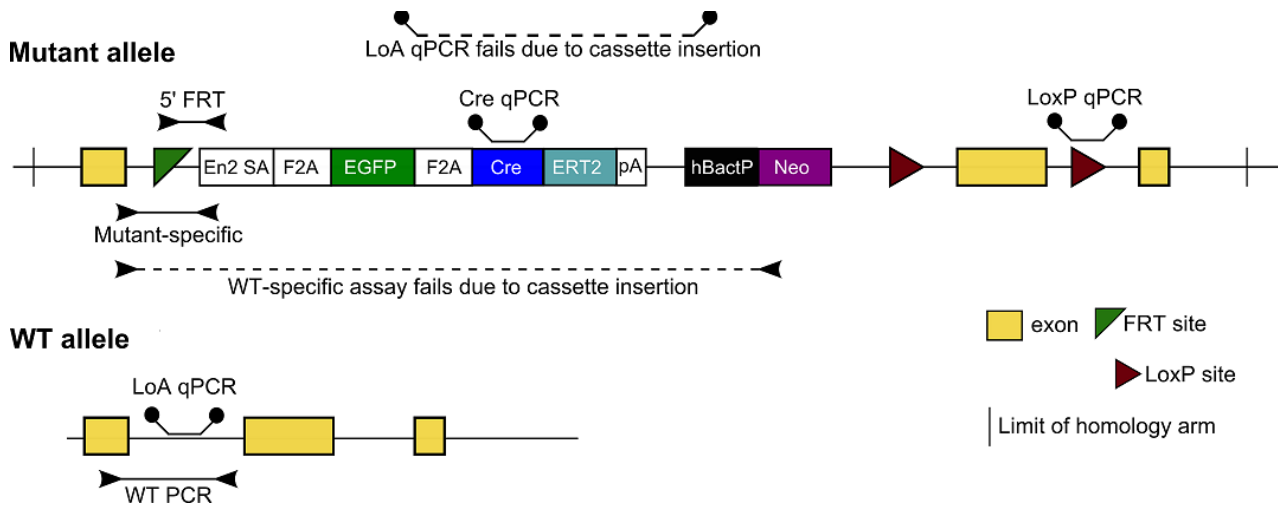 LoA qPCR fails due to cassette insertion
Mutant allele
5' FRT
Cre qPCR
LoxP qPCR
En2 SA F2A EGFP F2A Cre ERT2 pA hBactP Neo
Mutant-specific
WT-specific assay fails due to cassette insertion
WT allele
LoA qPCR
WT PCR
exon
FRT site
LoxP site
Limit of homology arm